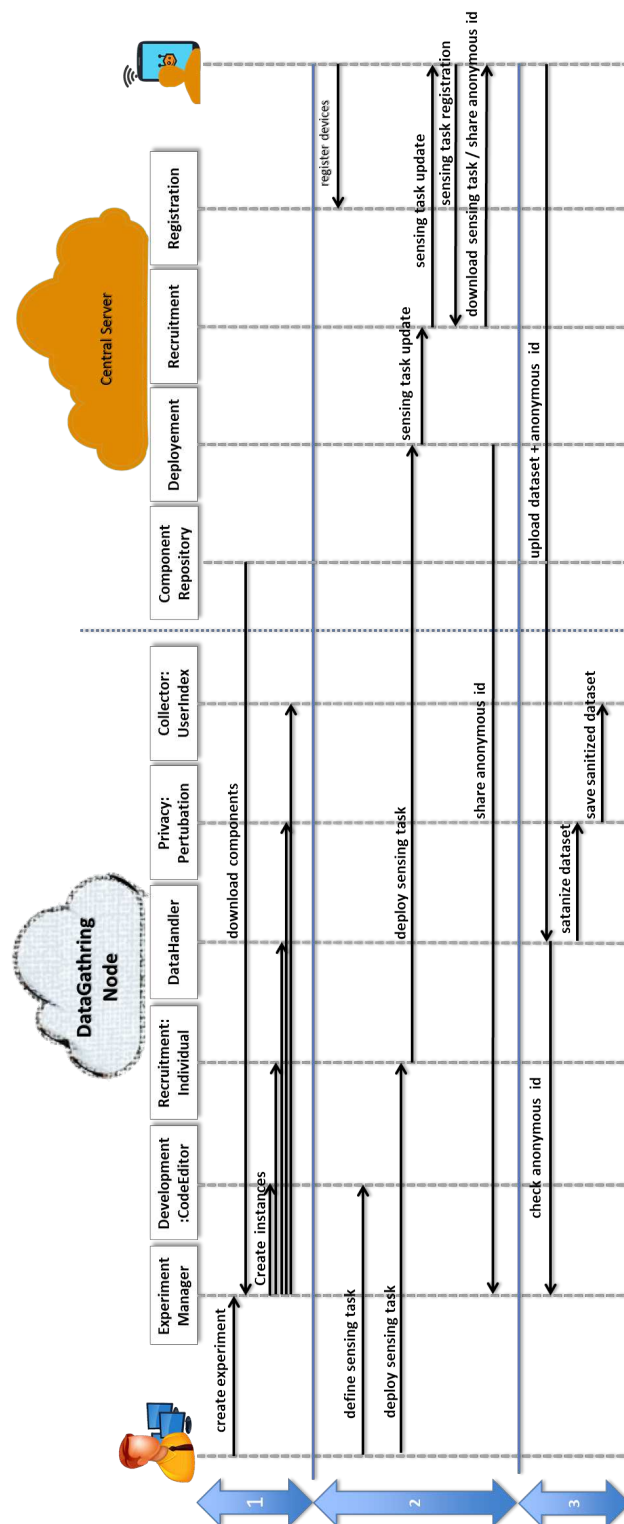 DataGathring
Node
Central Server
Experiment
Manager
Development
:CodeEditor
Recruitment:
Individual
DataHandler
Privacy:
Pertubation
Collector:
UserIndex
Component
Repository
Deployement
Recruitment
Registration
1
create experiment
download components
Create instances
2
register devices
define sensing task
deploy sensing task
deploy sensing task
sensing task update
sensing task update
sensing task registration
download sensing task / share anonymous id
share anonymous id
3
upload dataset + anonymous id
check anonymous id
satanize dataset
save sanitized dataset